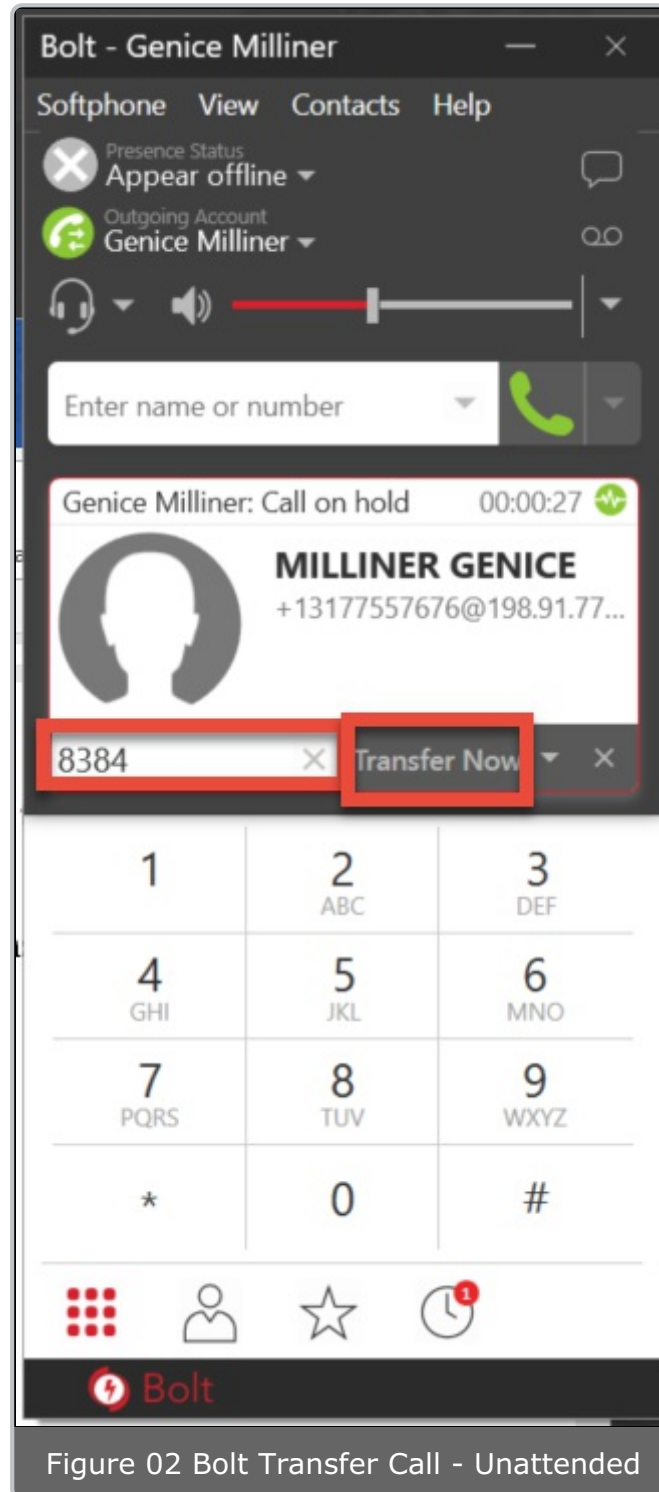 Bolt - Genice Milliner
Softphone View Contacts Help
Presence Status
Appear offline
Outgoing Account
Genice Milliner
Enter name or number
Genice Milliner: Call on hold 00:00:27
MILLINER GENICE
+13177557676@198.91.77...
8384 Transfer Now
1 2 3
ABC DEF
4 5 6
GHI JKL MNO
7 8 9
PQRS TUV WXYZ
* 0 #
1
Bolt
Figure 02 Bolt Transfer Call - Unattended